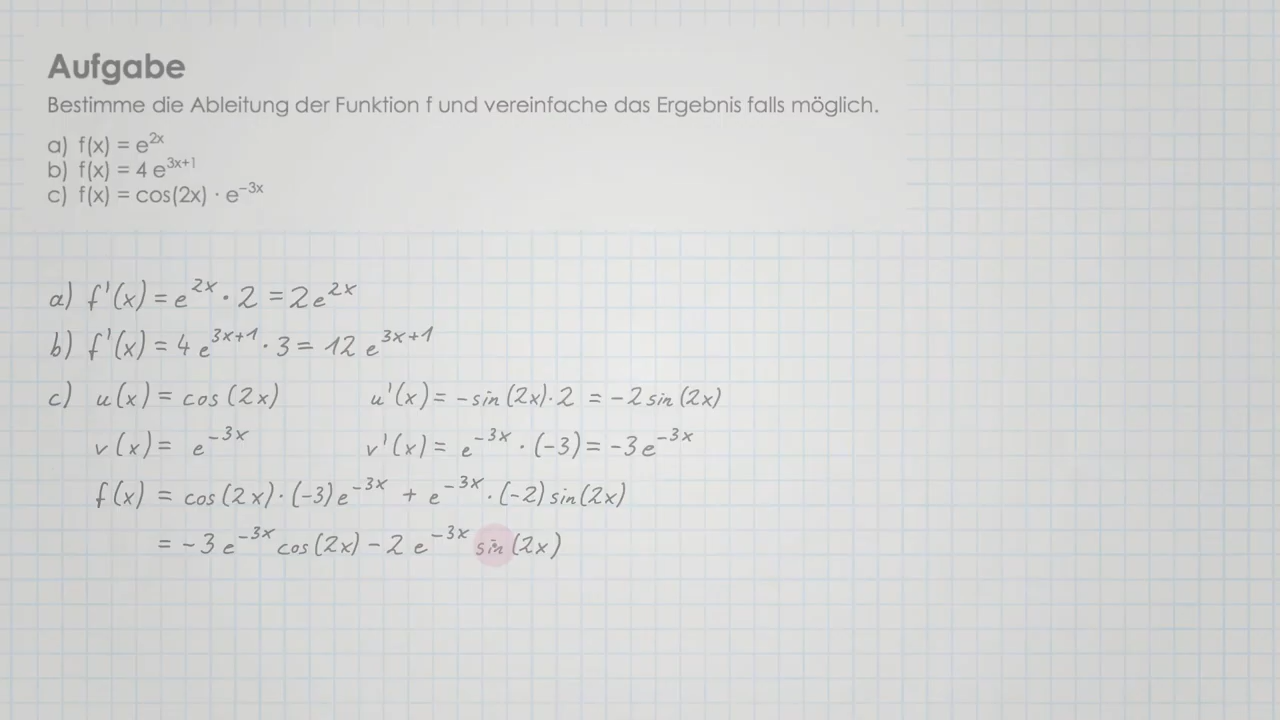 Aufgabe
Bestimme die Ableitung der Funktion f und vereinfache das Ergebnis falls möglich.
a) f(x) = e^{2x}
b) f(x) = 4 e^{3x+1}
c) f(x) = cos(2x) · e^{−3x}
a) f'(x) = e^{2x} · 2 = 2e^{2x}
b) f'(x) = 4 e^{3x+1} · 3 = 12 e^{3x+1}
c) u(x) = cos(2x) u'(x) = -sin(2x)·2 = -2 sin(2x)
v(x) = e^{-3x} v'(x) = e^{-3x} · (-3) = -3e^{-3x}
f(x) = cos(2x)·(-3)e^{-3x} + e^{-3x}·(-2)sin(2x)
= -3 e^{-3x} cos(2x) - 2 e^{-3x} sin(2x)